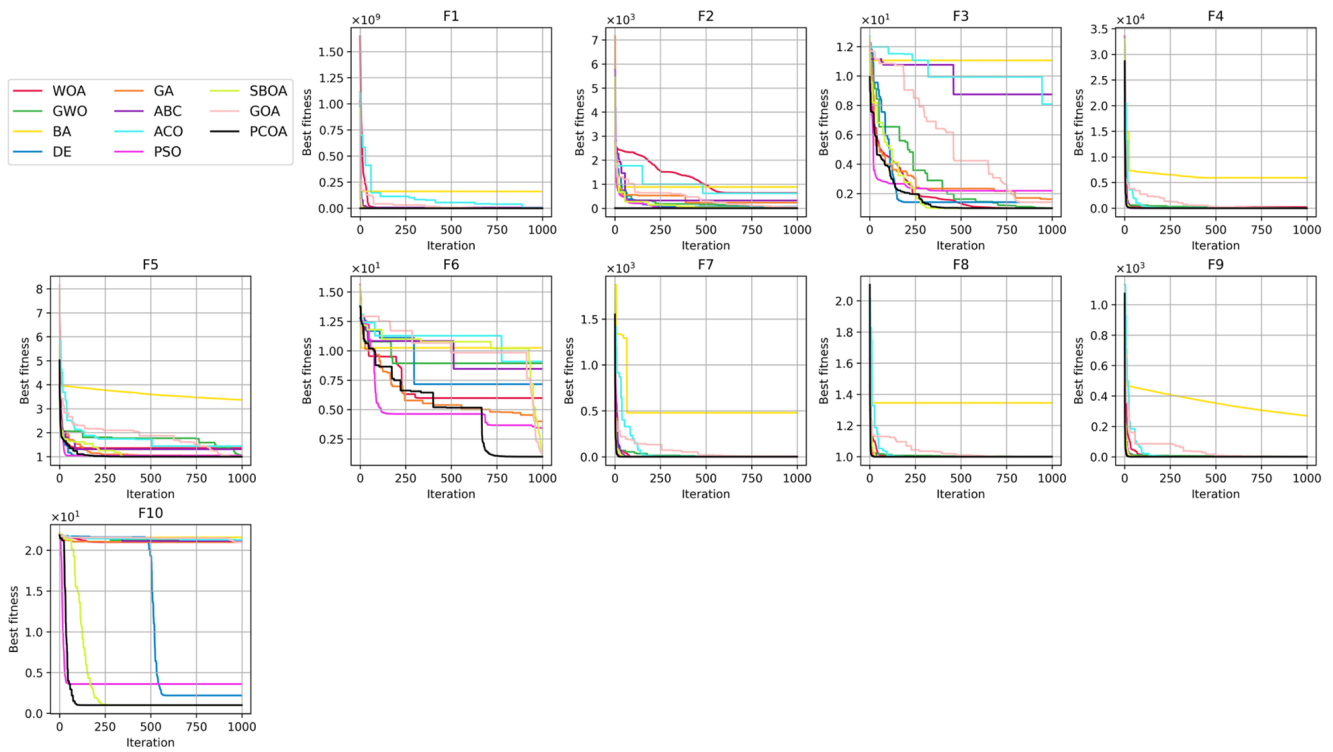 WOA
GWO
BA
DE
GA
ABC
ACO
PSO
SBOA
GOA
PCOA
F1
×10⁹
Best fitness
1.50
1.25
1.00
0.75
0.50
0.25
0.00
0 250 500 750 1000
Iteration
F2
×10³
Best fitness
7
6
5
4
3
2
1
0
0 250 500 750 1000
Iteration
F3
×10¹
Best fitness
1.2
1.0
0.8
0.6
0.4
0.2
0 250 500 750 1000
Iteration
F4
×10⁴
Best fitness
3.5
3.0
2.5
2.0
1.5
1.0
0.5
0.0
0 250 500 750 1000
Iteration
F5
Best fitness
8
7
6
5
4
3
2
1
0 250 500 750 1000
Iteration
F6
×10¹
Best fitness
1.50
1.25
1.00
0.75
0.50
0.25
0 250 500 750 1000
Iteration
F7
×10³
Best fitness
1.5
1.0
0.5
0.0
0 250 500 750 1000
Iteration
F8
Best fitness
2.0
1.8
1.6
1.4
1.2
1.0
0 250 500 750 1000
Iteration
F9
×10³
Best fitness
1.0
0.8
0.6
0.4
0.2
0.0
0 250 500 750 1000
Iteration
F10
×10¹
Best fitness
2.0
1.5
1.0
0.5
0.0
0 250 500 750 1000
Iteration